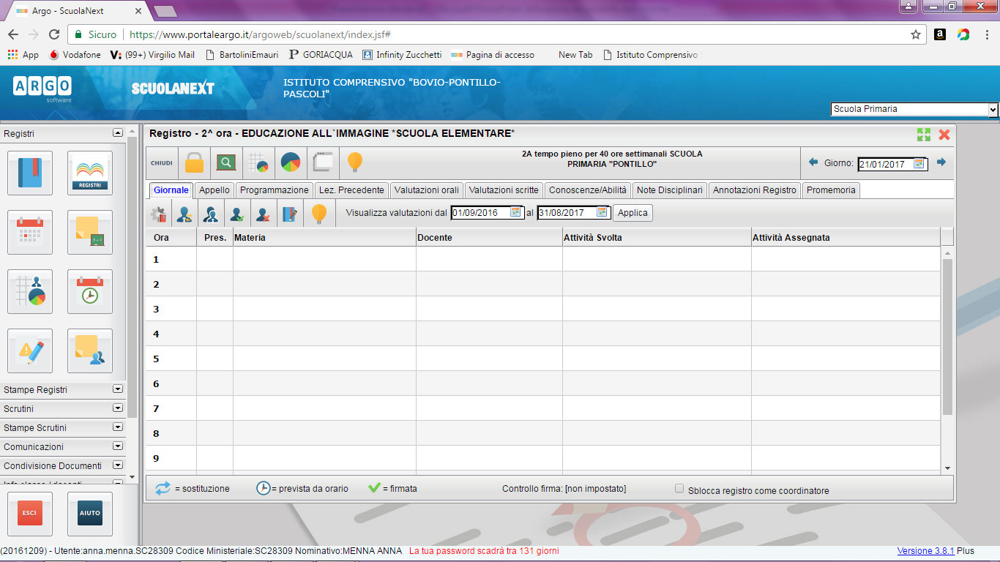 Argo - ScuolaNext
Sicuro https://www.portaleargo.it/argoweb/scuolanext/index.jsf#
App Vodafone (99+) Virgilio Mail BartoliniEmauri GORIACQUA Infinity Zucchetti Pagina di accesso New Tab Istituto Comprensivo
ARGO
software
SCUOLANEXT
ISTITUTO COMPRENSIVO "BOVIO-PONTILLO-
PASCOLI"
Scuola Primaria
Registri
REGISTRI
Stampe Registri
Scrutini
Stampe Scrutini
Comunicazioni
Condivisione Documenti
ESCI
AIUTO
Registro - 2^ ora - EDUCAZIONE ALL`IMMAGINE *SCUOLA ELEMENTARE*
CHIUDI
2A tempo pieno per 40 ore settimanali SCUOLA
PRIMARIA "PONTILLO"
Giorno: 21/01/2017
Giornale Appello Programmazione Lez. Precedente Valutazioni orali Valutazioni scritte Conoscenze/Abilità Note Disciplinari Annotazioni Registro Promemoria
Visualizza valutazioni dal 01/09/2016 al 31/08/2017 Applica
Ora Pres. Materia Docente Attività Svolta Attività Assegnata
1
2
3
4
5
6
7
8
9
= sostituzione = prevista da orario = firmata Controllo firma: [non impostato] Sblocca registro come coordinatore
(20161209) - Utente:anna.menna.SC28309 Codice Ministeriale:SC28309 Nominativo:MENNA ANNA La tua password scadrà tra 131 giorni Versione 3.8.1 Plus